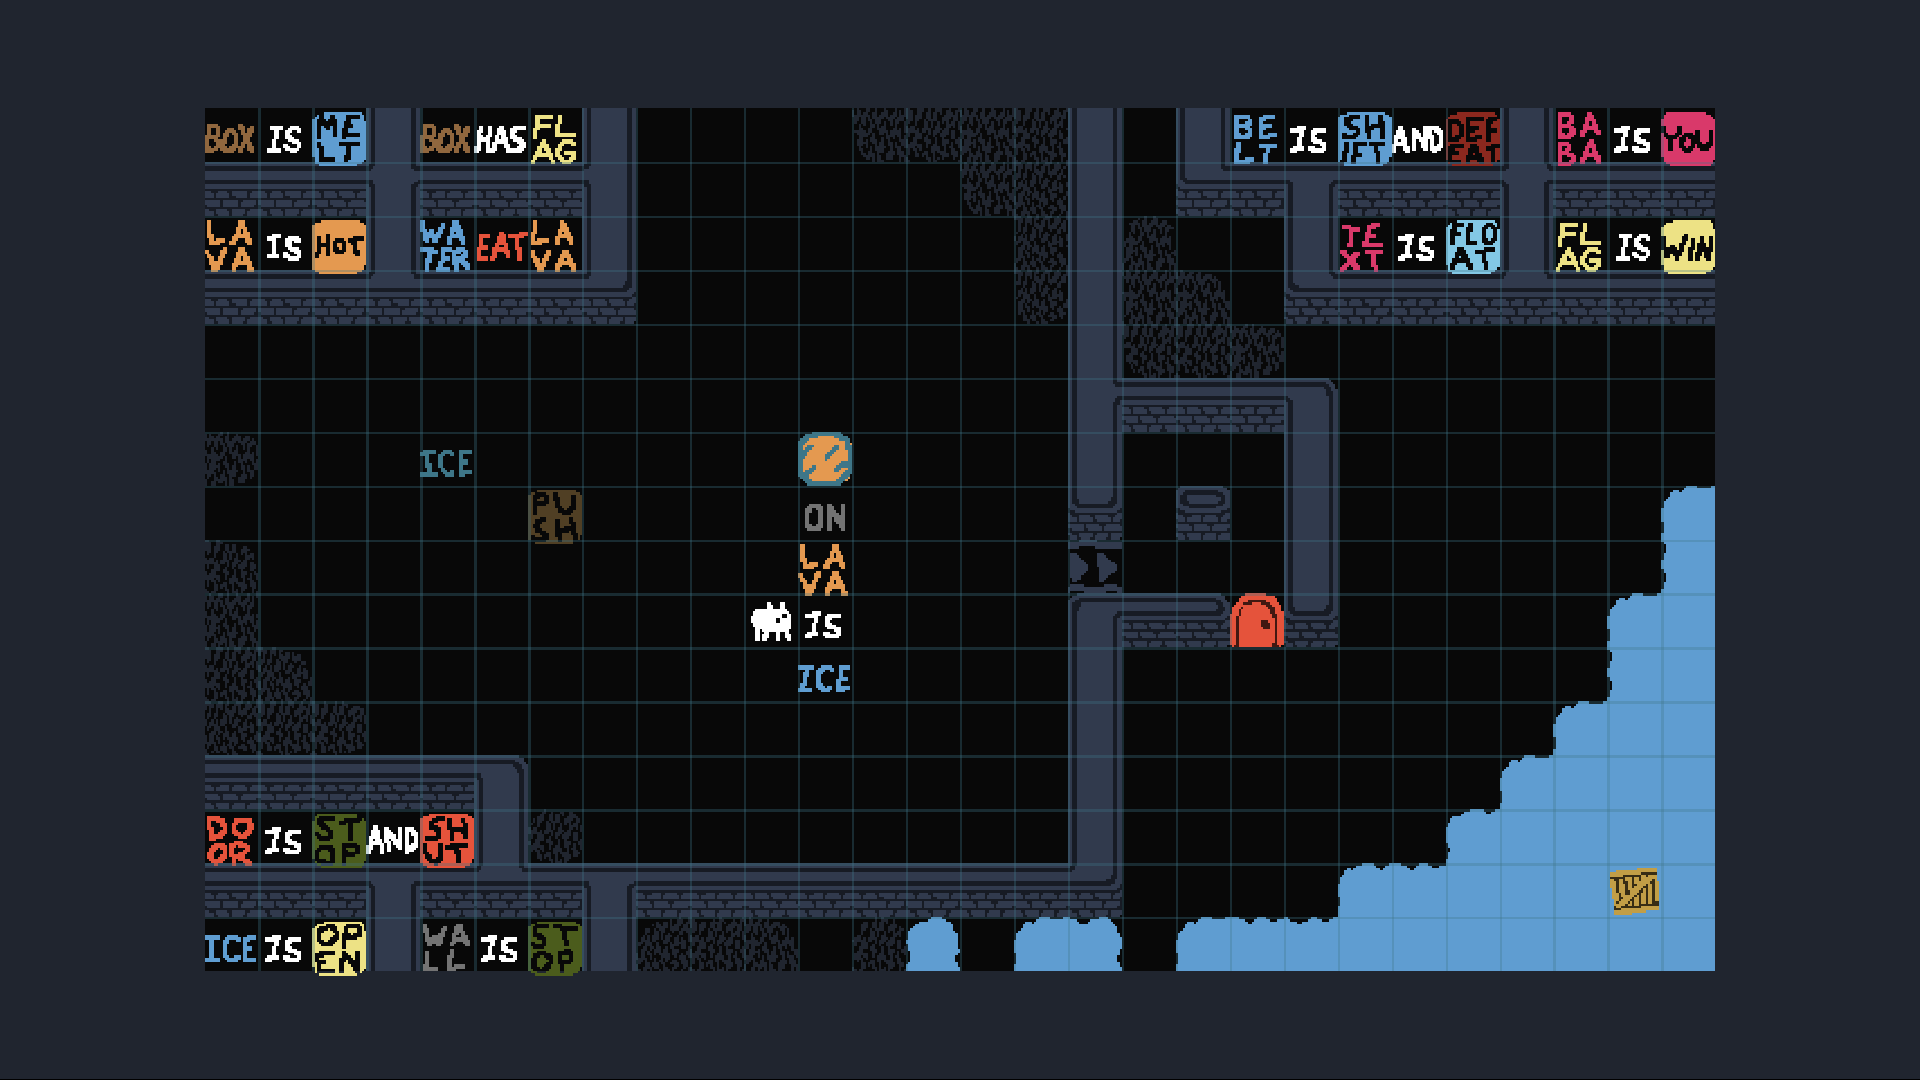 BOX IS MELT
BOX HAS FLAG
BELT IS SHIFT AND DEFEAT
BABA IS YOU
LAVA IS HOT
WATER EAT LAVA
TEXT IS FLOAT
FLAG IS WIN
ICE
PUSH
ON
LAVA
IS
ICE
DOOR IS STOP AND SHUT
ICE IS OPEN
WALL IS STOP